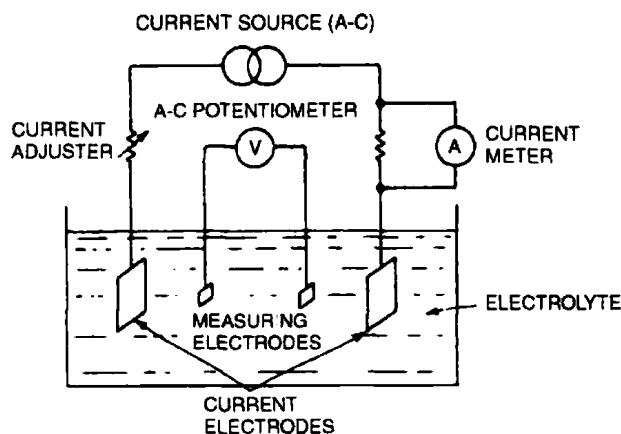 CURRENT SOURCE (A-C)
A-C POTENTIOMETER
CURRENT
ADJUSTER
V
A
CURRENT
METER
ELECTROLYTE
MEASURING
ELECTRODES
CURRENT
ELECTRODES